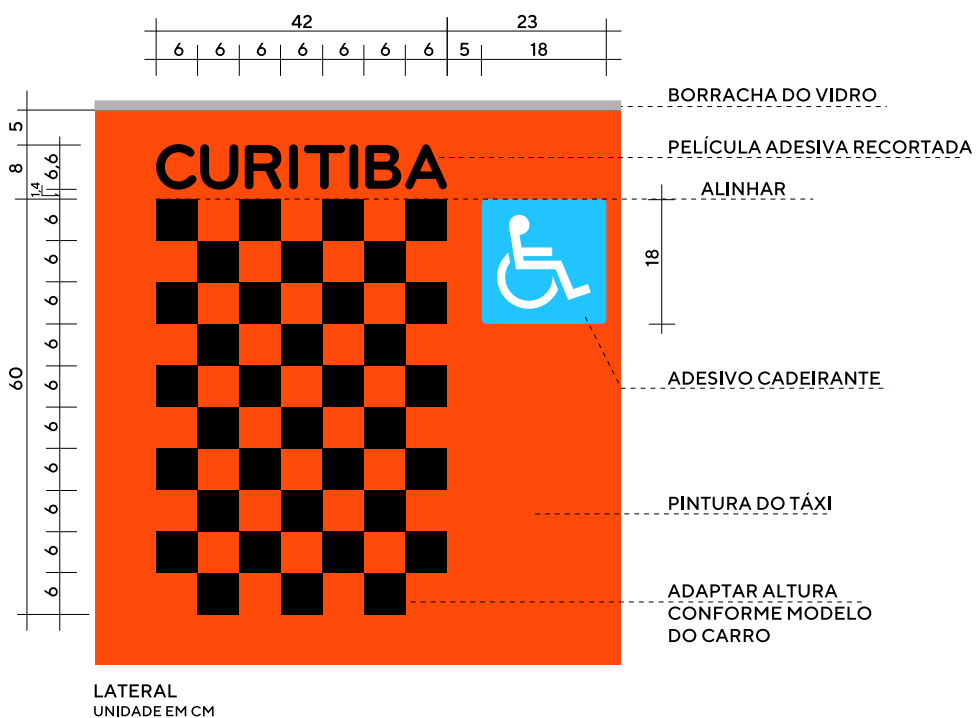 42 23
6 6 6 6 6 6 6 5 18
BORRACHA DO VIDRO
5
PELÍCULA ADESIVA RECORTADA
CURITIBA
8 6,6
1,4
ALINHAR
6
6
18
6
6
60
6
ADESIVO CADEIRANTE
6
6
6
PINTURA DO TÁXI
6
6
ADAPTAR ALTURA
CONFORME MODELO
DO CARRO
LATERAL
UNIDADE EM CM